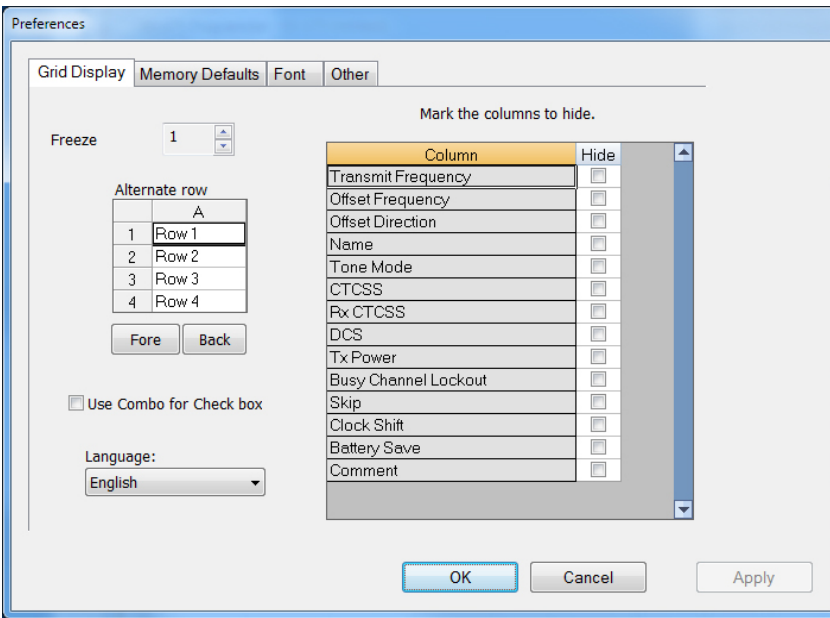 Preferences
Grid Display Memory Defaults Font Other
Mark the columns to hide.
Freeze 1
Alternate row
A
1 Row 1
2 Row 2
3 Row 3
4 Row 4
Fore Back
Use Combo for Check box
Language:
English
Column Hide
Transmit Frequency
Offset Frequency
Offset Direction
Name
Tone Mode
CTCSS
Rx CTCSS
DCS
Tx Power
Busy Channel Lockout
Skip
Clock Shift
Battery Save
Comment
OK Cancel Apply